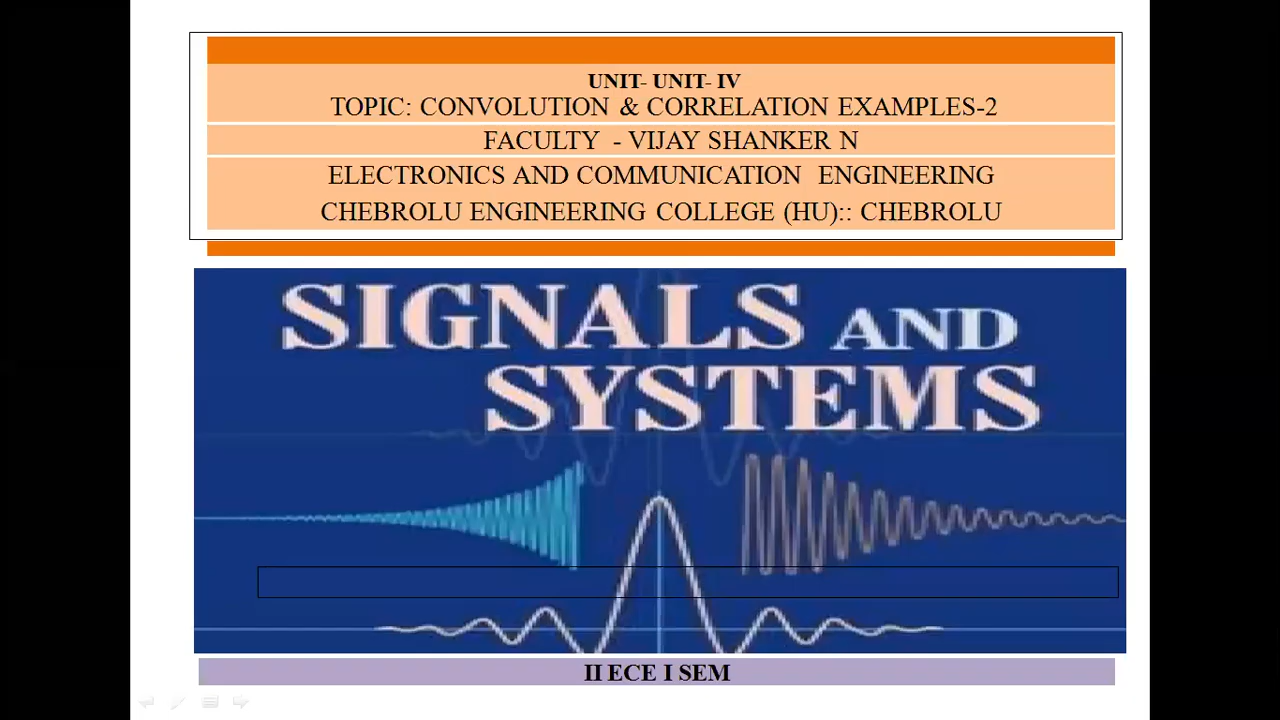 UNIT- UNIT- IV
TOPIC: CONVOLUTION & CORRELATION EXAMPLES-2
FACULTY - VIJAY SHANKER N
ELECTRONICS AND COMMUNICATION ENGINEERING
CHEBROLU ENGINEERING COLLEGE (HU):: CHEBROLU
SIGNALS AND
SYSTEMS
II ECE I SEM